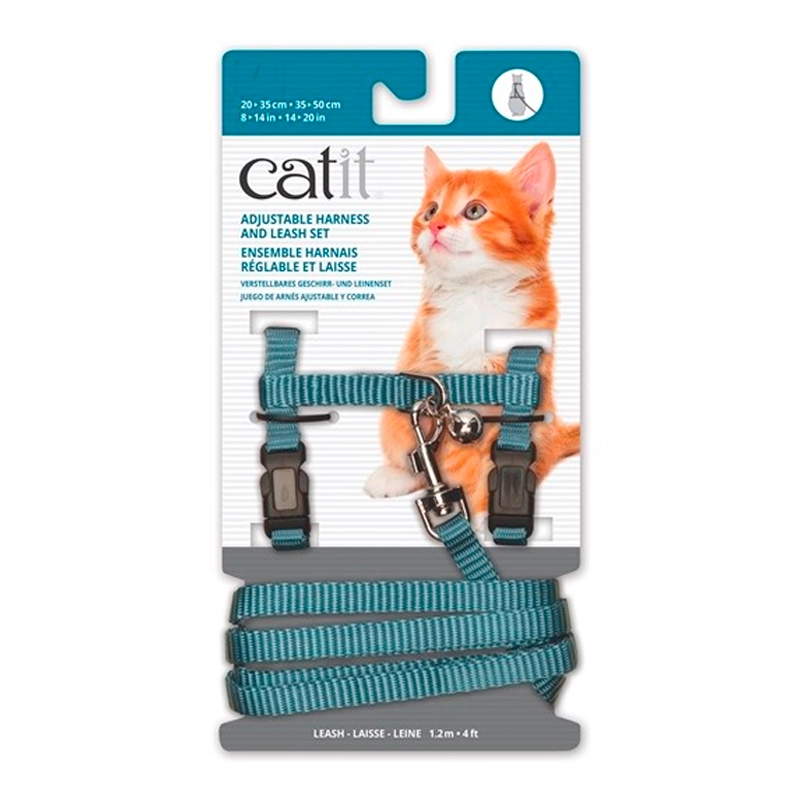 20 ▸ 35 cm • 35 ▸ 50 cm
8 ▸ 14 in • 14 ▸ 20 in
catit
ADJUSTABLE HARNESS
AND LEASH SET
ENSEMBLE HARNAIS
RÉGLABLE ET LAISSE
VERSTELLBARES GESCHIRR- UND LEINENSET
JUEGO DE ARNÉS AJUSTABLE Y CORREA
LEASH - LAISSE - LEINE 1.2 m • 4 ft